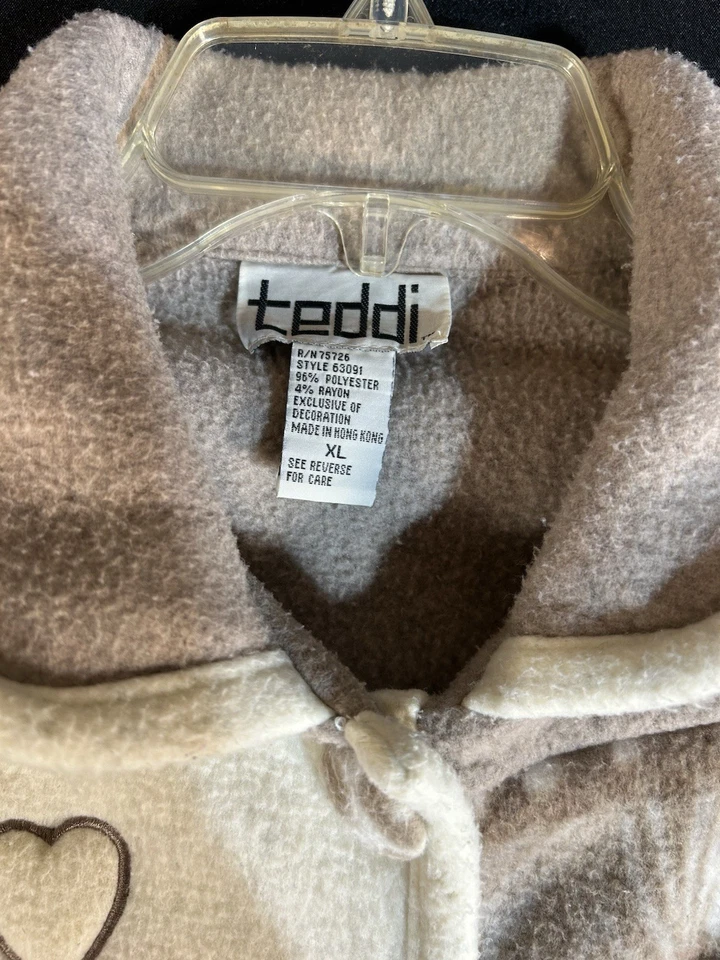 teddi
R/N 75726
STYLE 63091
96% POLYESTER
4% RAYON
EXCLUSIVE OF
DECORATION
MADE IN HONG KONG
XL
SEE REVERSE
FOR CARE